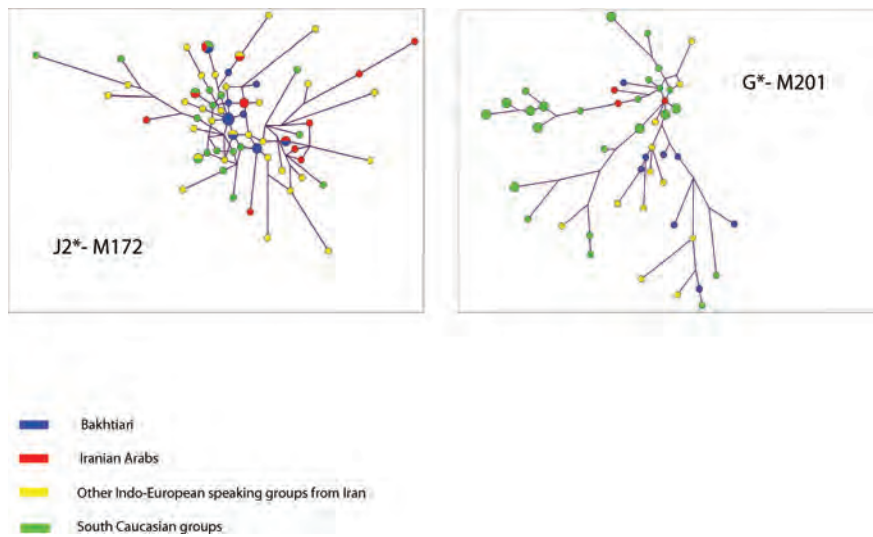 J2*- M172
G*- M201
Bakhtiari
Iranian Arabs
Other Indo-European speaking groups from Iran
South Caucasian groups